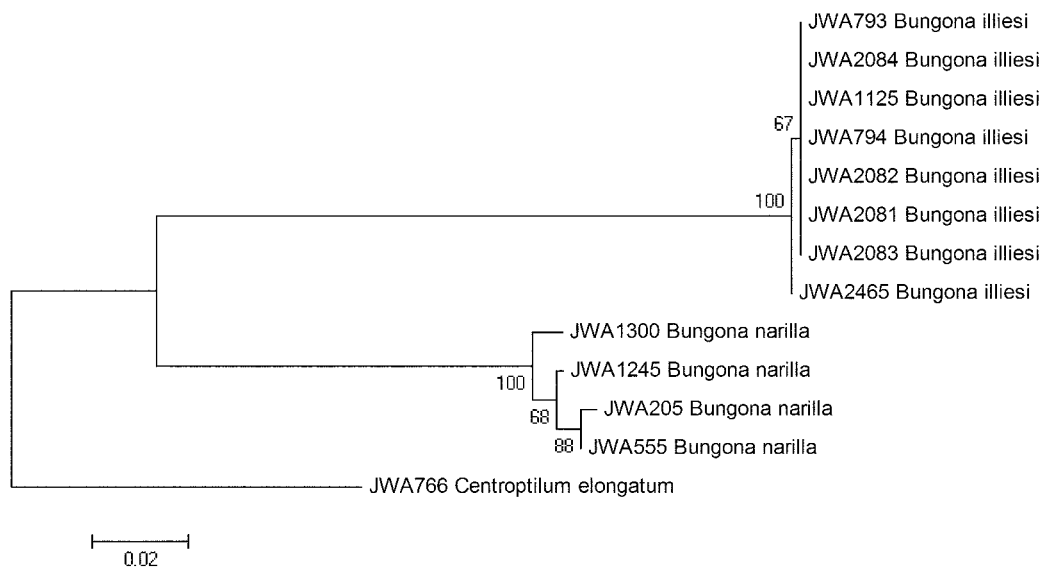 JWA793 Bungona illiesi
JWA2084 Bungona illiesi
JWA1125 Bungona illiesi
67
JWA794 Bungona illiesi
JWA2082 Bungona illiesi
100
JWA2081 Bungona illiesi
JWA2083 Bungona illiesi
JWA2465 Bungona illiesi
JWA1300 Bungona narilla
100
JWA1245 Bungona narilla
68
JWA205 Bungona narilla
88
JWA555 Bungona narilla
JWA766 Centroptilum elongatum
0.02